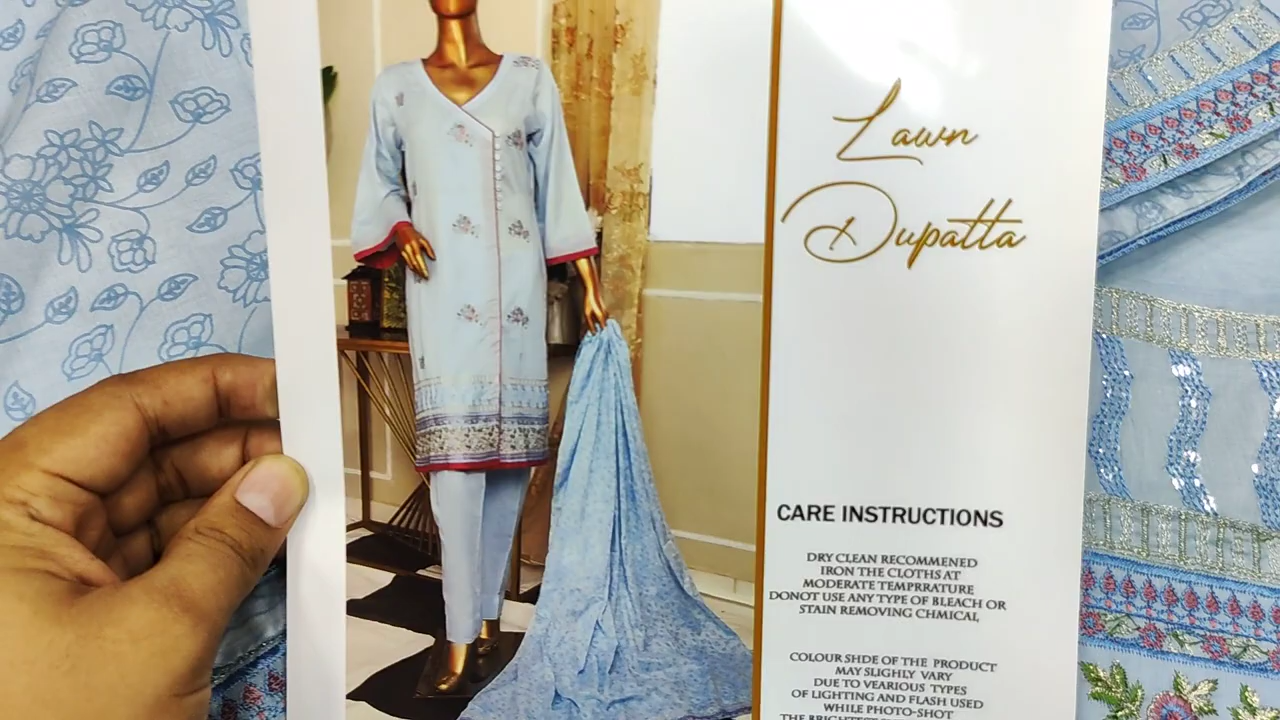 Lawn
Dupatta
CARE INSTRUCTIONS
DRY CLEAN RECOMMENED
IRON THE CLOTHS AT
MODERATE TEMPRRATURE
DONOT USE ANY TYPE OF BLEACH OR
STAIN REMOVING CHMICAL
COLOUR SHDE OF THE PRODUCT
MAY SLIGHLY VARY
DUE TO VEARIOUS TYPES
OF LIGHTING AND FLASH USED
WHILE PHOTO-SHOT
THE BRIGHTEST